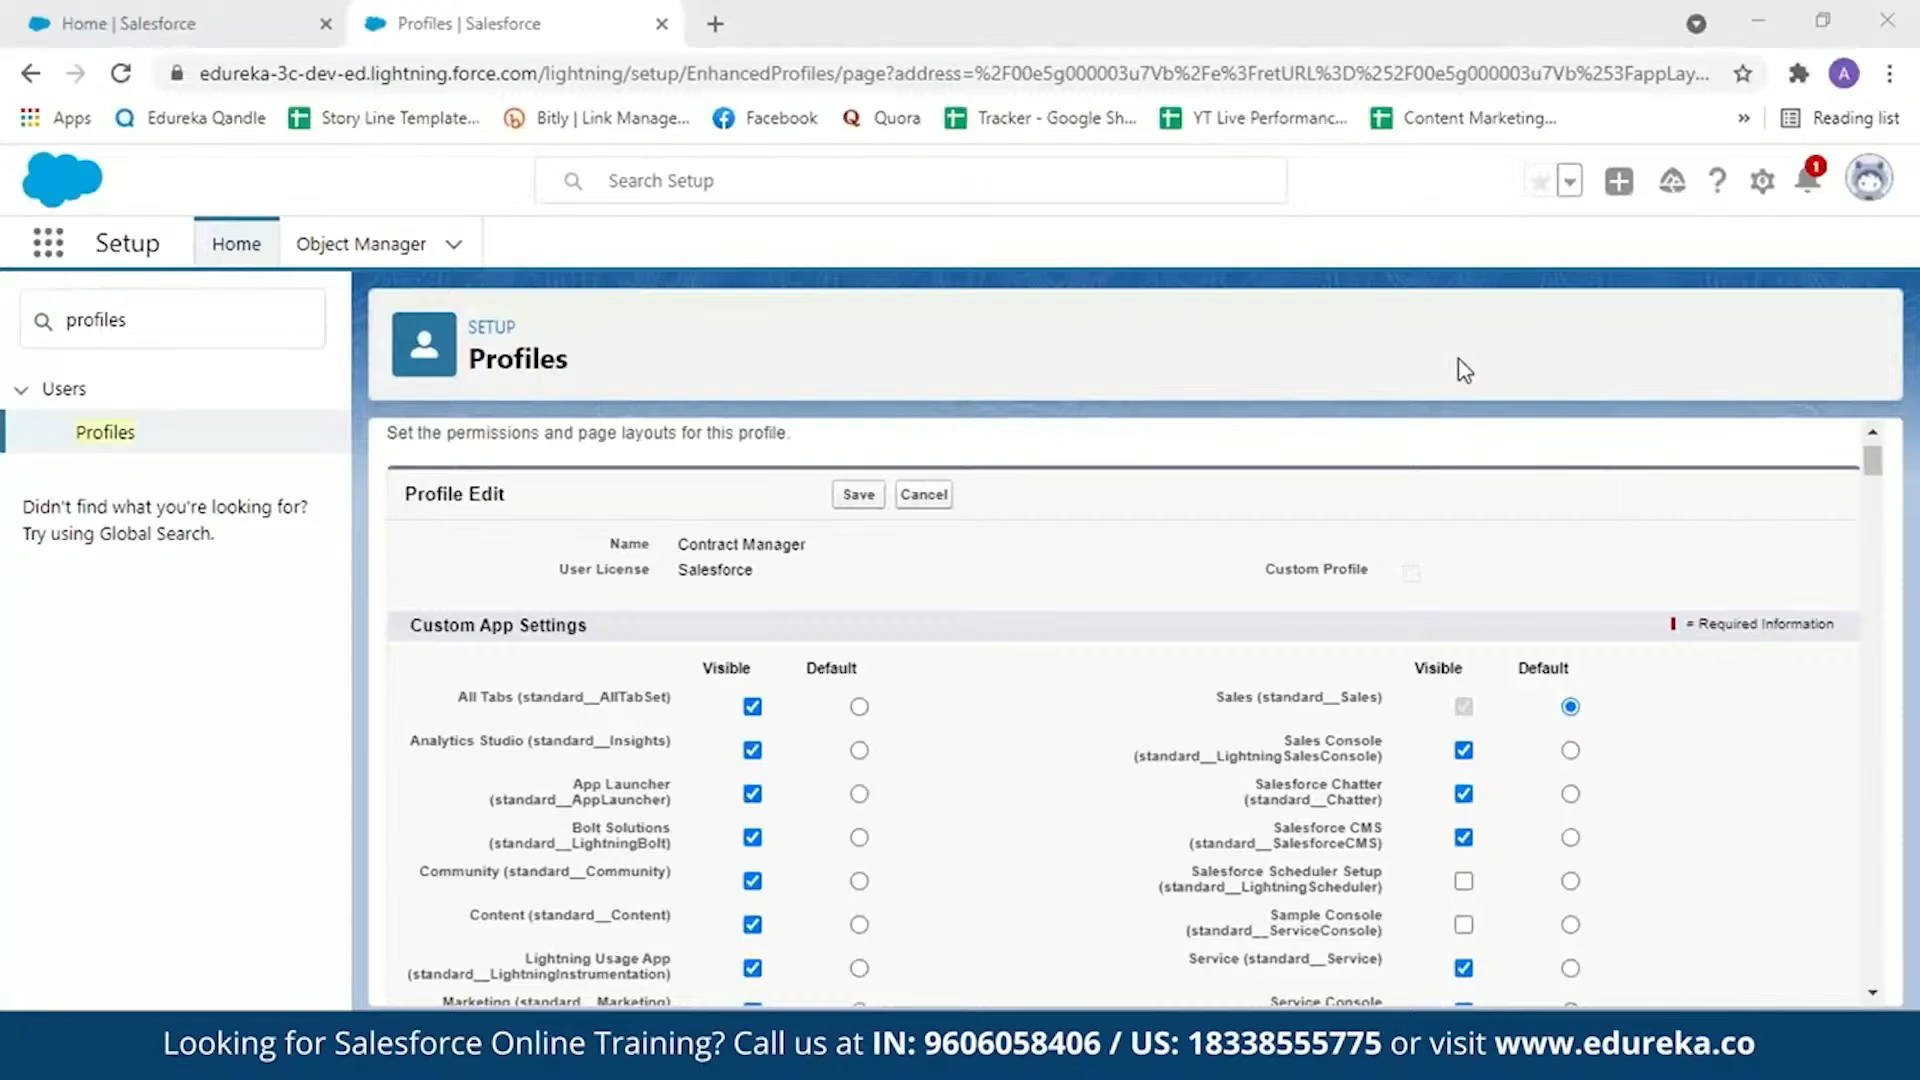 Home | Salesforce
Profiles | Salesforce
edureka-3c-dev-ed.lightning.force.com/lightning/setup/EnhancedProfiles/page?address=%2F00e5g000003u7Vb%2Fe%3FretURL%3D%252F00e5g000003u7Vb%253FappLay...
A
Apps
Edureka Qandle
Story Line Template...
Bitly | Link Manage...
Facebook
Quora
Tracker - Google Sh...
YT Live Performanc...
Content Marketing...
»
Reading list
Search Setup
1
Setup
Home
Object Manager
profiles
Users
Profiles
Didn't find what you're looking for?
Try using Global Search.
SETUP
Profiles
Set the permissions and page layouts for this profile.
Profile Edit
Save
Cancel
Name Contract Manager
User License Salesforce
Custom Profile
Custom App Settings
= Required Information
Visible Default
Visible Default
All Tabs (standard__AllTabSet)
Sales (standard__Sales)
Analytics Studio (standard__Insights)
Sales Console
(standard__LightningSalesConsole)
App Launcher
(standard__AppLauncher)
Salesforce Chatter
(standard__Chatter)
Bolt Solutions
(standard__LightningBolt)
Salesforce CMS
(standard__SalesforceCMS)
Community (standard__Community)
Salesforce Scheduler Setup
(standard__LightningScheduler)
Content (standard__Content)
Sample Console
(standard__ServiceConsole)
Lightning Usage App
(standard__LightningInstrumentation)
Service (standard__Service)
Marketing (standard__Marketing)
Service Console
Looking for Salesforce Online Training? Call us at IN: 9606058406 / US: 18338555775 or visit www.edureka.co